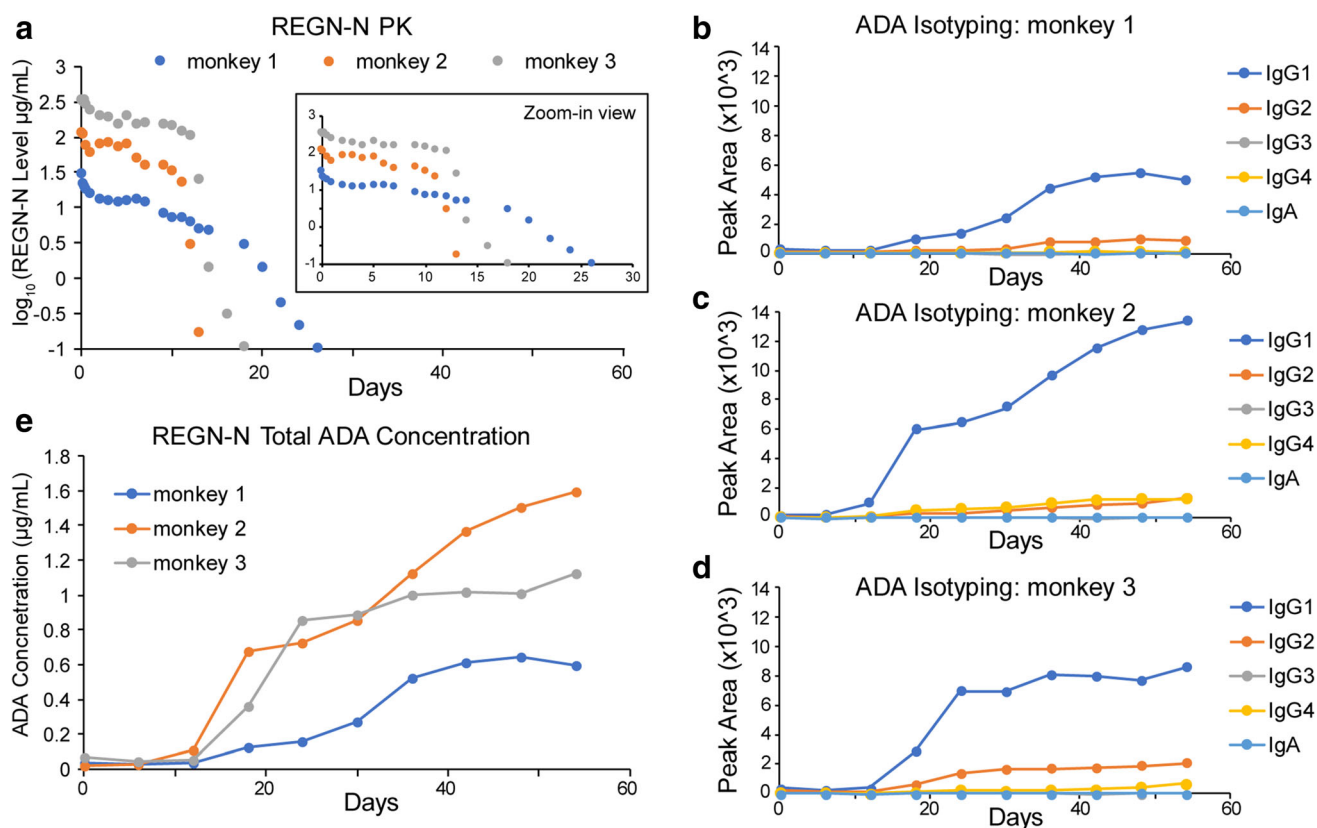 a
REGN-N PK
monkey 1 monkey 2 monkey 3
log10(REGN-N Level µg/mL)
3
2.5
2
1.5
1
0.5
0
-0.5
-1
0 20 40 60
Days
Zoom-in view
3
2
1
0
-1
0 5 10 15 20 25 30
b
ADA Isotyping: monkey 1
Peak Area (x10^3)
14
12
10
8
6
4
2
0
0 20 40 60
Days
IgG1
IgG2
IgG3
IgG4
IgA
c
ADA Isotyping: monkey 2
Peak Area (x10^3)
14
12
10
8
6
4
2
0
0 20 40 60
Days
IgG1
IgG2
IgG3
IgG4
IgA
e
REGN-N Total ADA Concentration
ADA Concnetration (µg/mL)
1.8
1.6
1.4
1.2
1
0.8
0.6
0.4
0.2
0
0 20 40 60
Days
monkey 1
monkey 2
monkey 3
d
ADA Isotyping: monkey 3
Peak Area (x10^3)
14
12
10
8
6
4
2
0
0 20 40 60
Days
IgG1
IgG2
IgG3
IgG4
IgA